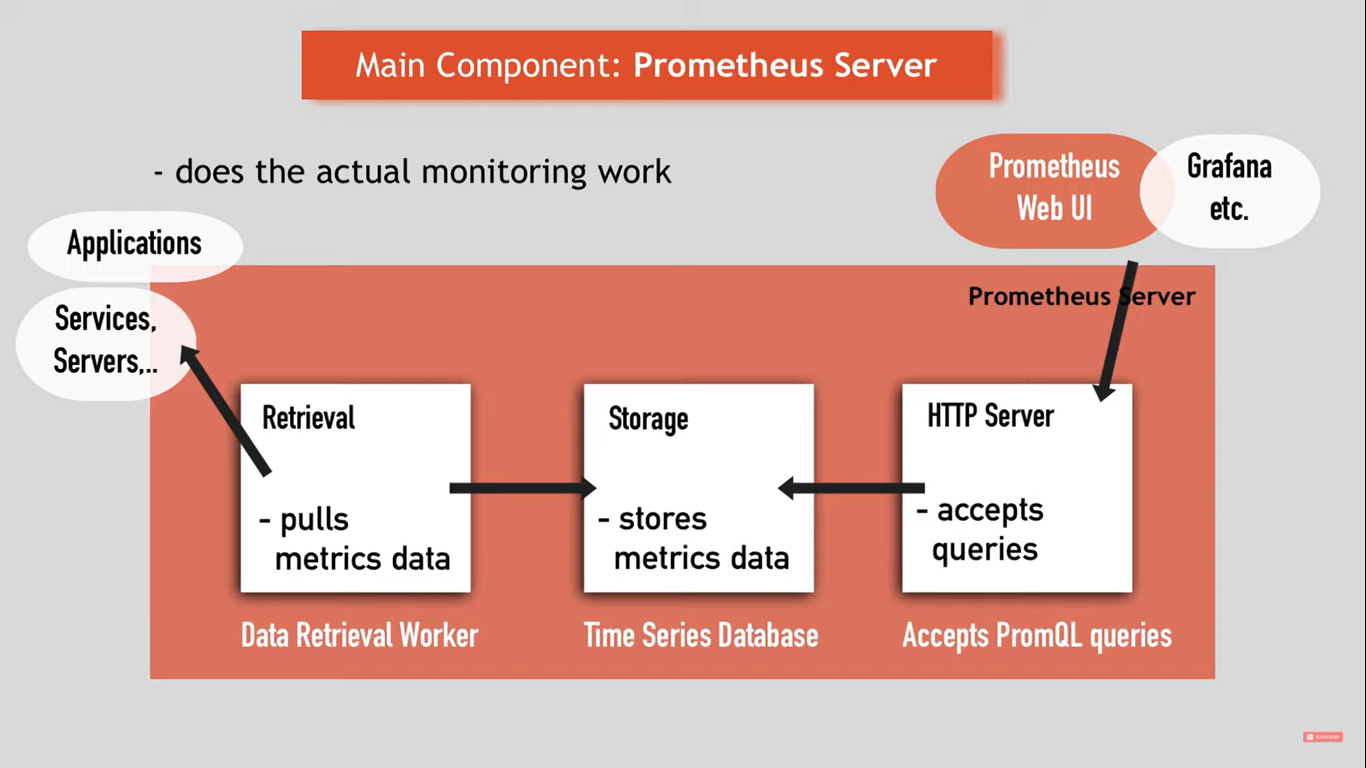 Main Component: Prometheus Server
- does the actual monitoring work
Prometheus
Web UI
Grafana
etc.
Applications
Services,
Servers,..
Prometheus Server
Retrieval
- pulls
metrics data
Data Retrieval Worker
Storage
- stores
metrics data
Time Series Database
HTTP Server
- accepts
queries
Accepts PromQL queries
SUBSCRIBE